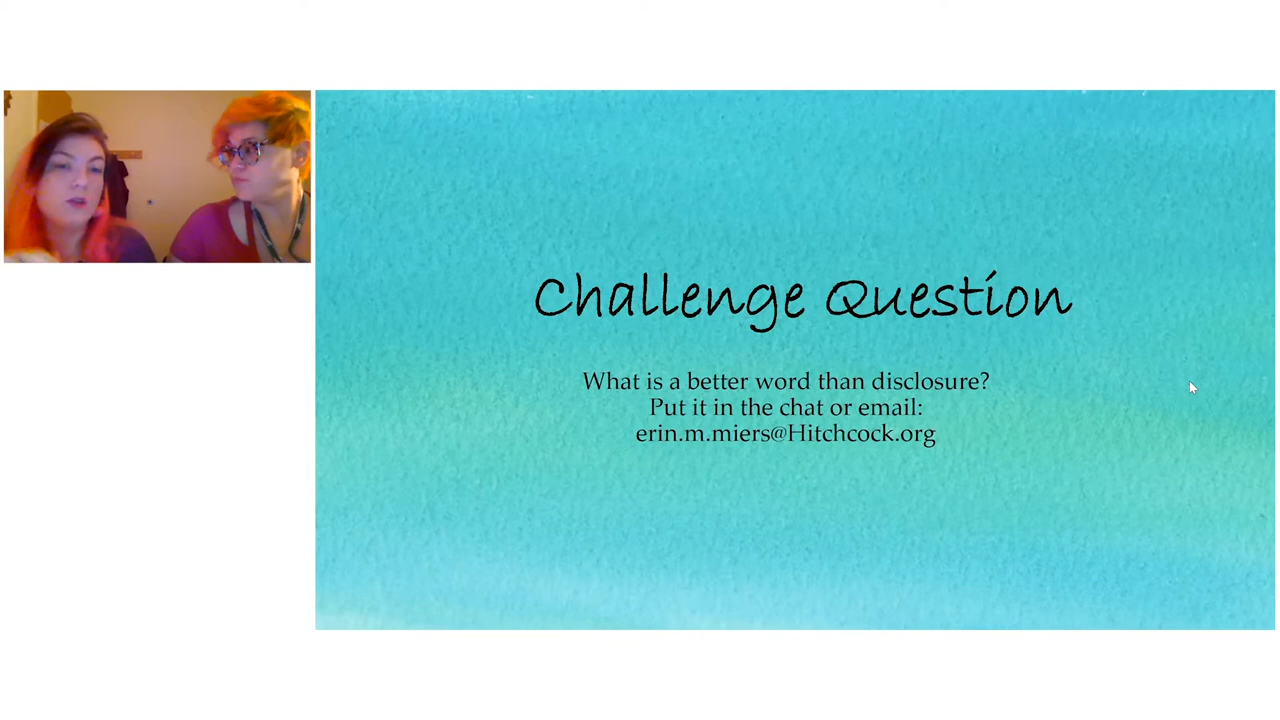 Challenge Question
What is a better word than disclosure?
Put it in the chat or email:
erin.m.miers@Hitchcock.org